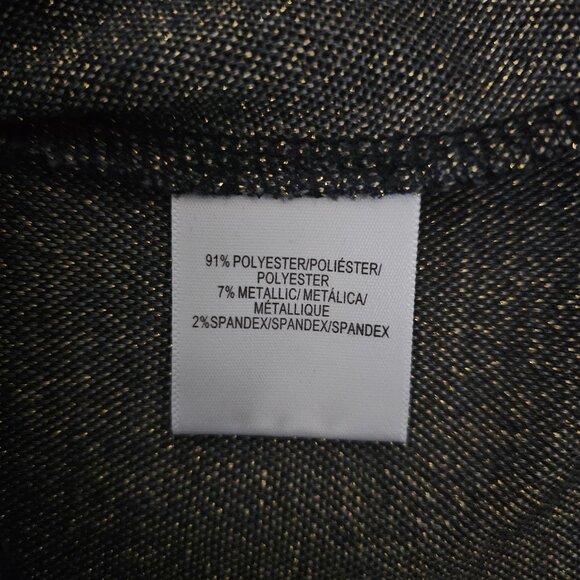 91% POLYESTER/POLIÉSTER/
POLYESTER
7% METALLIC/ METÁLICA/
MÉTALLIQUE
2%SPANDEX/SPANDEX/SPANDEX